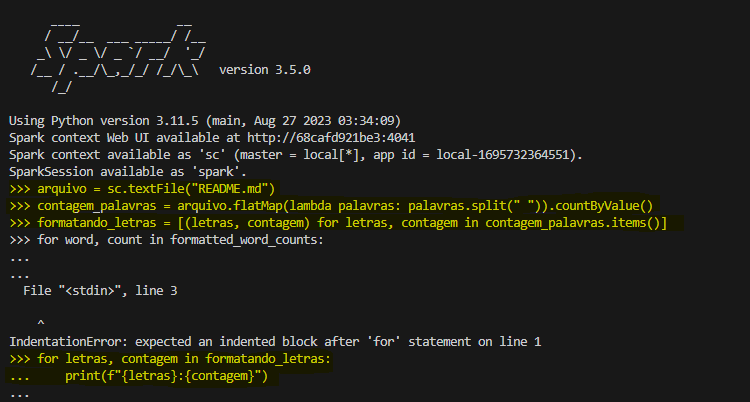 ____              __
     / __/__  ___ _____/ /__
    _\ \/ _ \/ _ `/ __/  '_/
   /__ / .__/\_,_/_/ /_/\_\   version 3.5.0
      /_/

Using Python version 3.11.5 (main, Aug 27 2023 03:34:09)
Spark context Web UI available at http://68cafd921be3:4041
Spark context available as 'sc' (master = local[*], app id = local-1695732364551).
SparkSession available as 'spark'.
>>> arquivo = sc.textFile("README.md")
>>> contagem_palavras = arquivo.flatMap(lambda palavras: palavras.split(" ")).countByValue()
>>> formatando_letras = [(letras, contagem) for letras, contagem in contagem_palavras.items()]
>>> for word, count in formatted_word_counts:
...
...
  File "<stdin>", line 3

    ^
IndentationError: expected an indented block after 'for' statement on line 1
>>> for letras, contagem in formatando_letras:
...     print(f"{letras}:{contagem}")
...